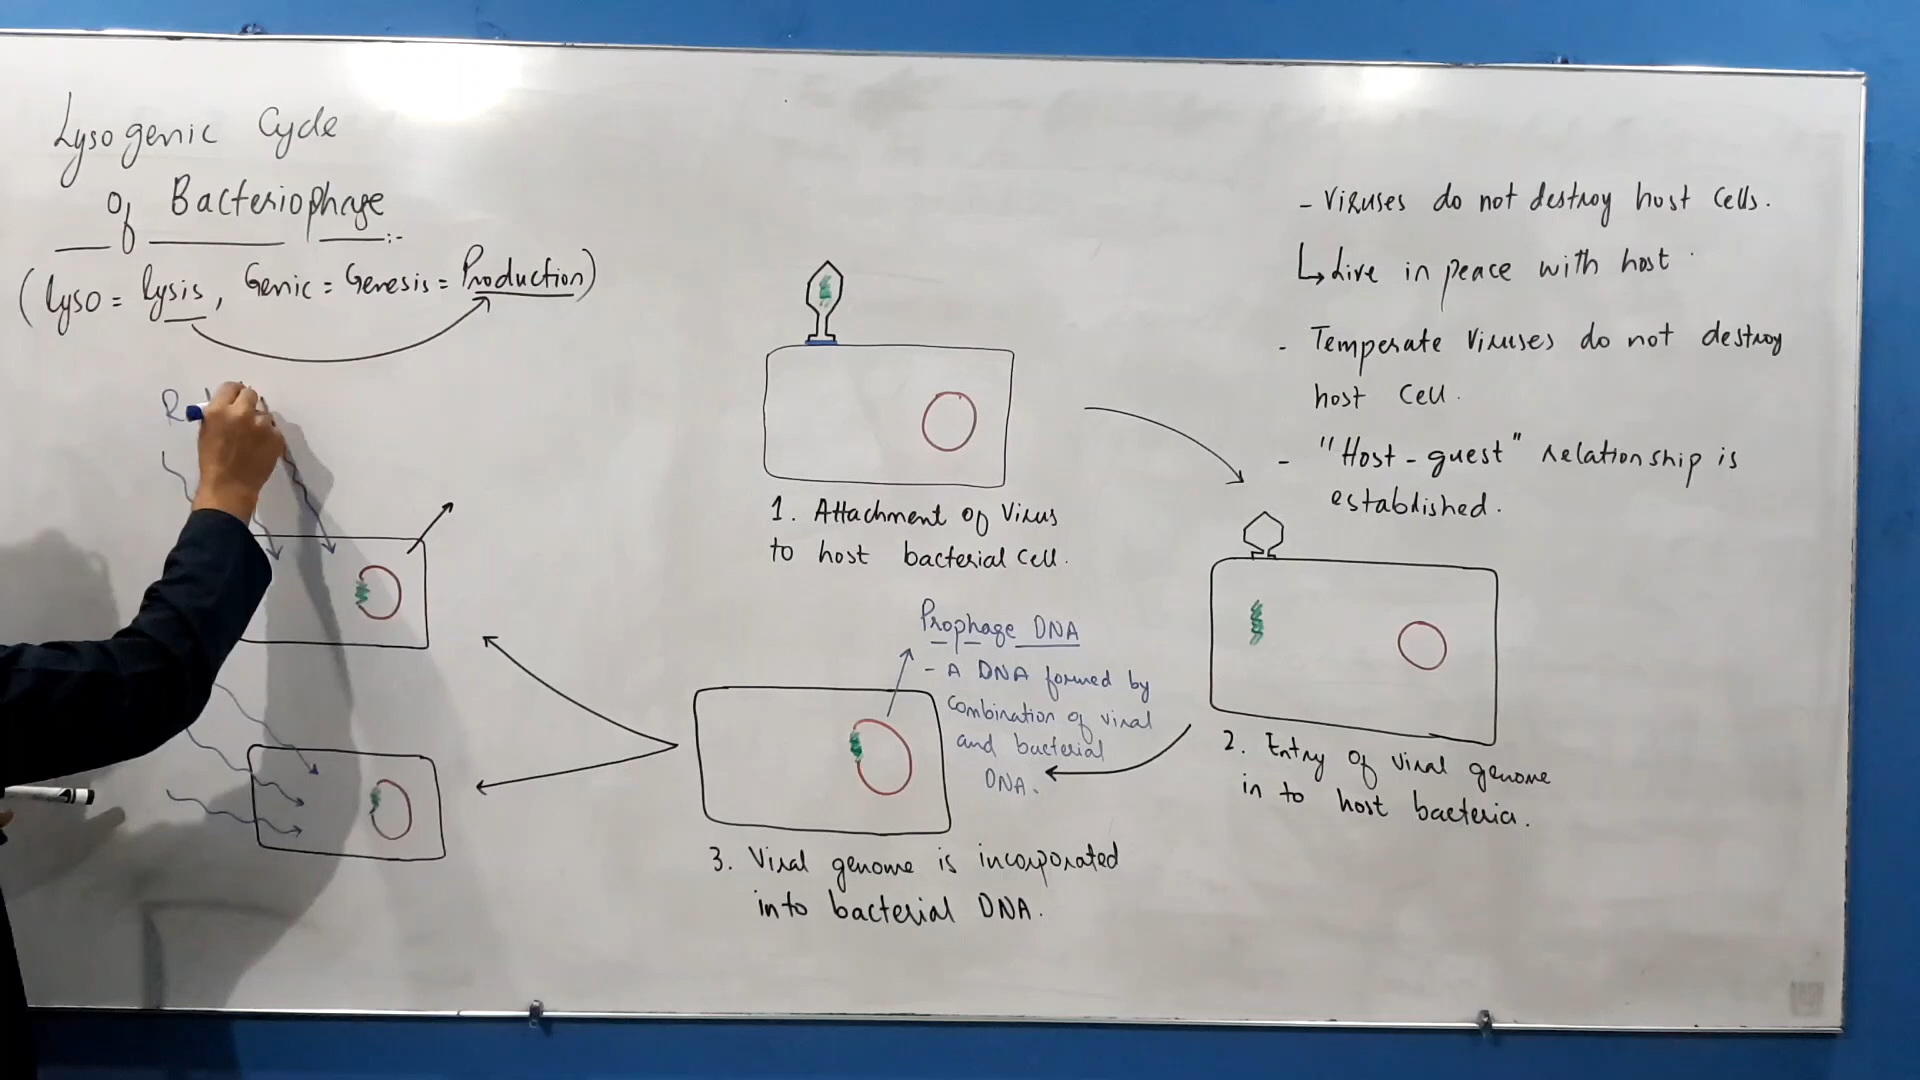 Lysogenic Cycle
of Bacteriophage :-
(Lyso = lysis, Genic = Genesis = Production)
- Viruses do not destroy host cells.
↳ Live in peace with host.
- Temperate Viruses do not destroy
host cell.
- "Host-guest" relationship is
established.
1. Attachment of Virus
to host bacterial cell.
2. Entry of viral genome
in to host bacteria.
Prophage DNA
- A DNA formed by
combination of viral
and bacterial
DNA.
3. Viral genome is incorporated
into bacterial DNA.